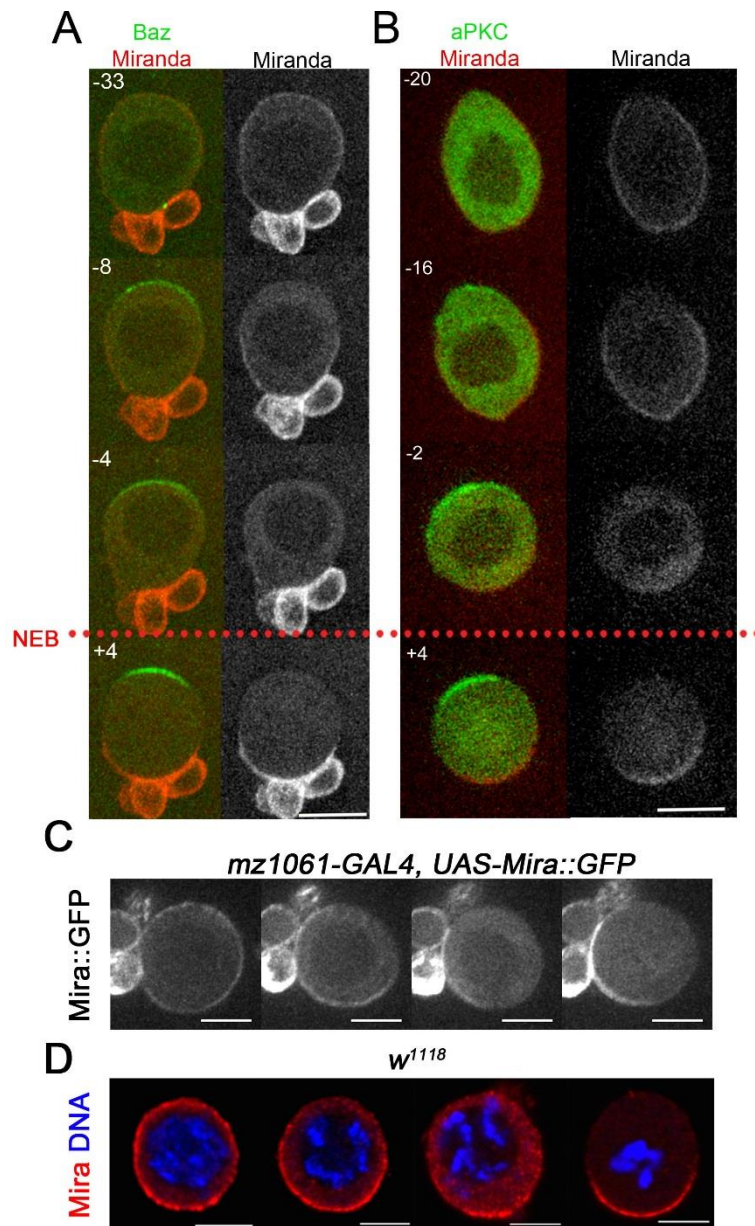 A
Baz
Miranda Miranda
B
aPKC
Miranda Miranda
-33
-8
-4
NEB
+4
-20
-16
-2
+4
C
mz1061-GAL4, UAS-Mira::GFP
Mira::GFP
D
w1118
Mira DNA